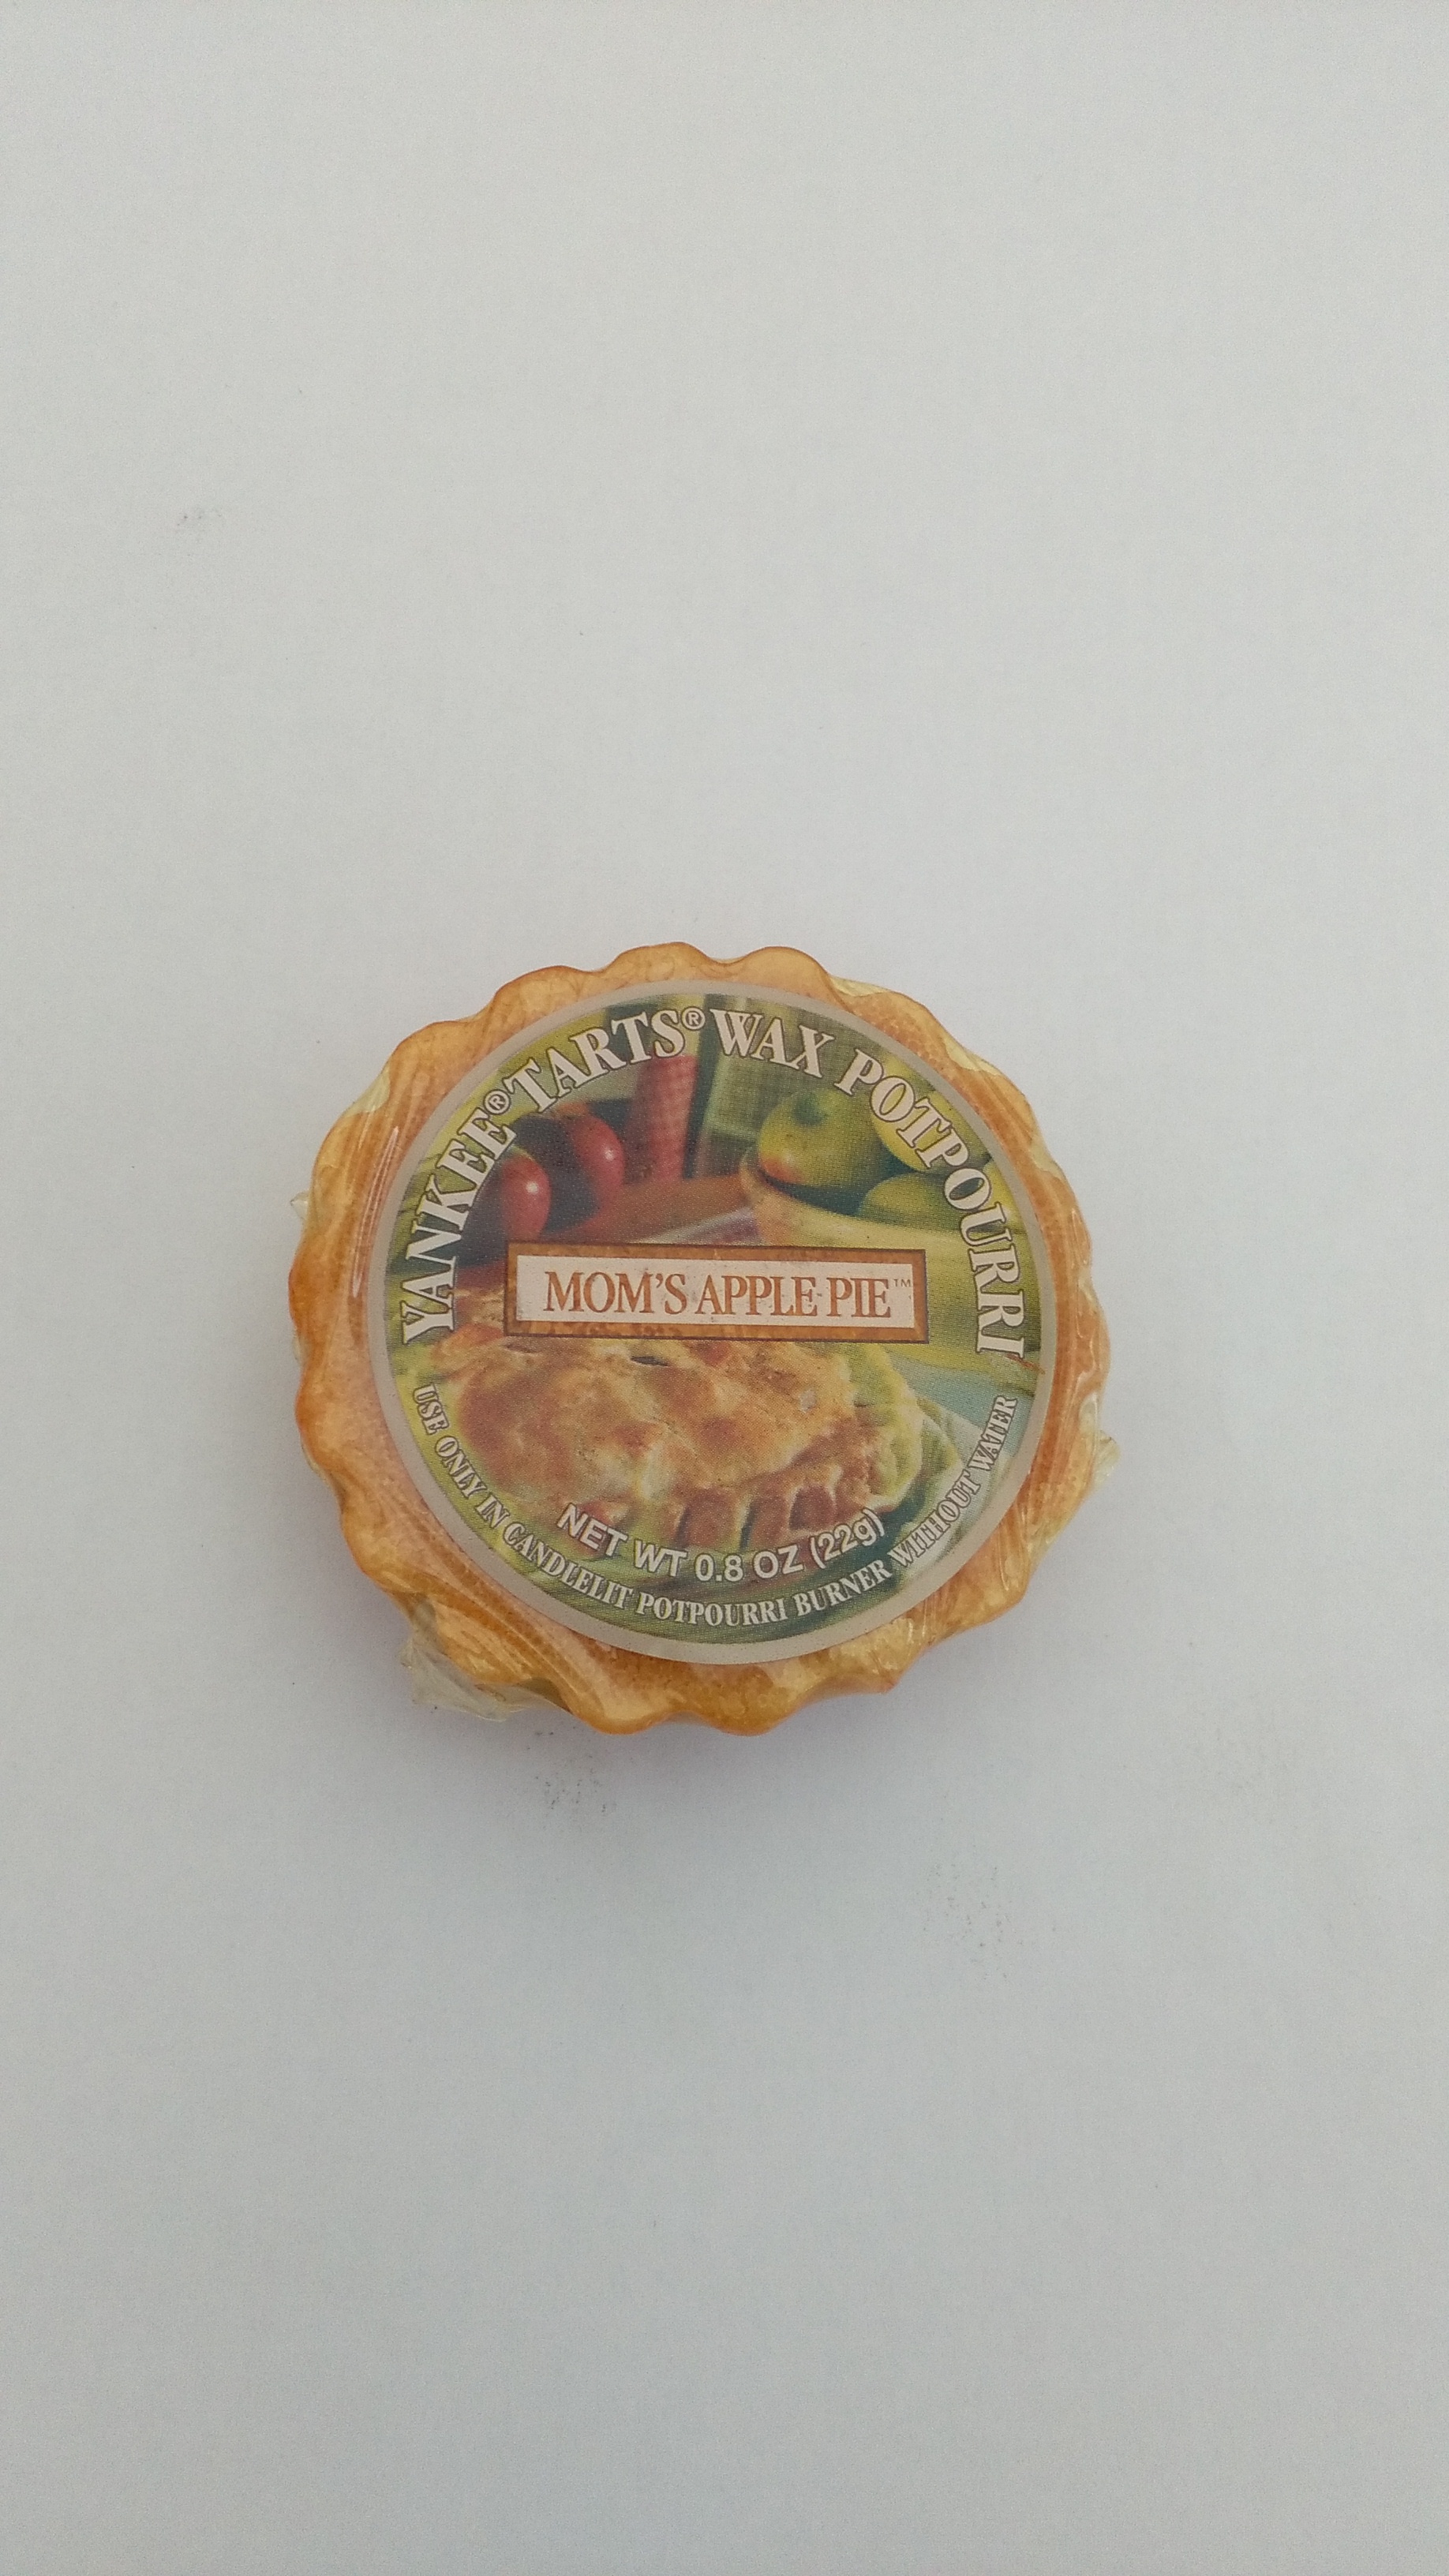 YANKEE® TARTS® WAX POTPOURRI
MOM'S APPLE PIE™
NET WT 0.8 OZ (22g)
USE ONLY IN CANDLELIT POTPOURRI BURNER WITHOUT WATER